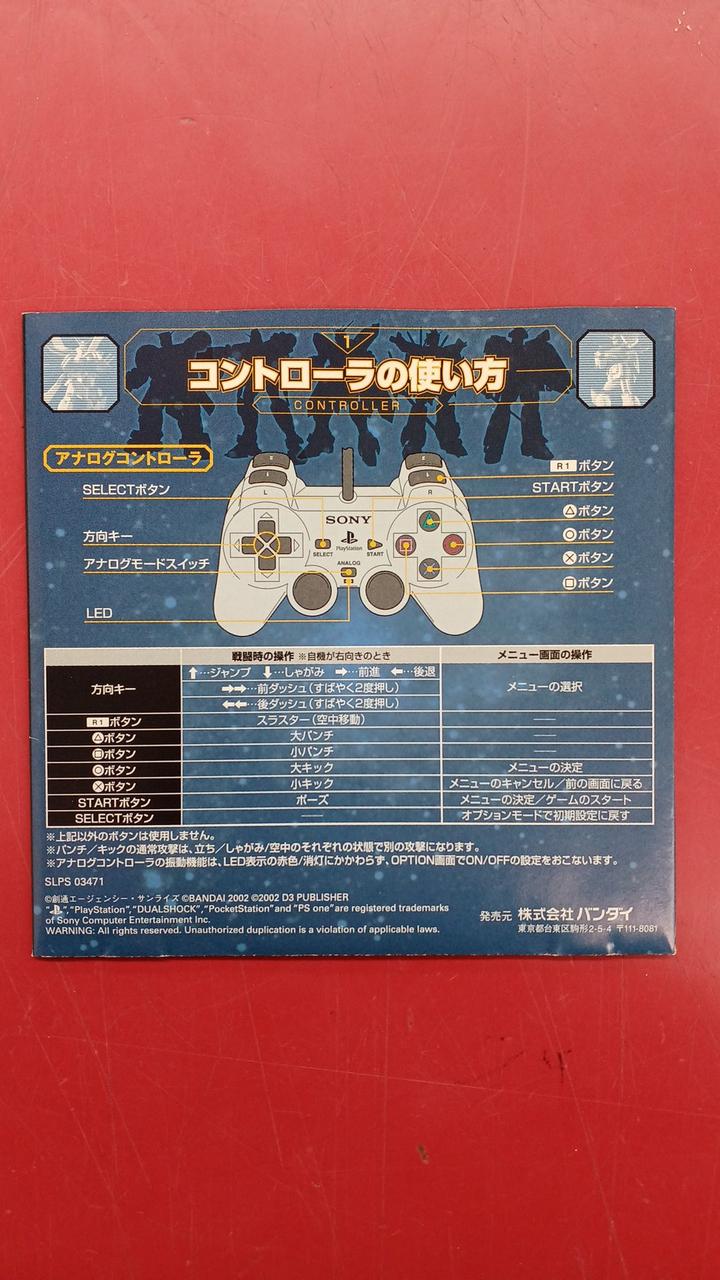 1
コントローラの使い方
CONTROLLER
アナログコントローラ
SELECTボタン
方向キー
アナログモードスイッチ
LED
L
R
SONY
PlayStation
SELECT
START
ANALOG
R1 ボタン
STARTボタン
△ボタン
○ボタン
×ボタン
□ボタン
戦闘時の操作 ※自機が右向きのとき
メニュー画面の操作
方向キー
↑…ジャンプ ↓…しゃがみ →…前進 ←…後退
→→…前ダッシュ(すばやく2度押し)
←←…後ダッシュ(すばやく2度押し)
メニューの選択
R1 ボタン スラスター(空中移動) ——
△ボタン 大パンチ ——
□ボタン 小パンチ ——
○ボタン 大キック メニューの決定
×ボタン 小キック メニューのキャンセル/前の画面に戻る
STARTボタン ポーズ メニューの決定/ゲームのスタート
SELECTボタン —— オプションモードで初期設定に戻す
※上記以外のボタンは使用しません。
※パンチ/キックの通常攻撃は、立ち/しゃがみ/空中のそれぞれの状態で別の攻撃になります。
※アナログコントローラの振動機能は、LED表示の赤色/消灯にかかわらず、OPTION画面でON/OFFの設定をおこないます。
SLPS 03471
©創通エージェンシー・サンライズ ©BANDAI 2002 ©2002 D3 PUBLISHER
" ", "PlayStation", "DUALSHOCK", "PocketStation" and "PS one" are registered trademarks
of Sony Computer Entertainment Inc.
WARNING: All rights reserved. Unauthorized duplication is a violation of applicable laws.
発売元 株式会社 バンダイ
東京都台東区駒形2-5-4 〒111-8081